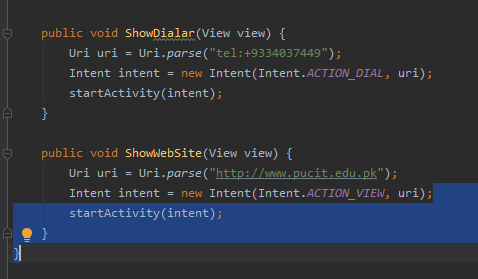 public void ShowDialar(View view) {
Uri uri = Uri.parse("tel:+9334037449");
Intent intent = new Intent(Intent.ACTION_DIAL, uri);
startActivity(intent);
}
public void ShowWebSite(View view) {
Uri uri = Uri.parse("http://www.pucit.edu.pk");
Intent intent = new Intent(Intent.ACTION_VIEW, uri);
startActivity(intent);
}
}